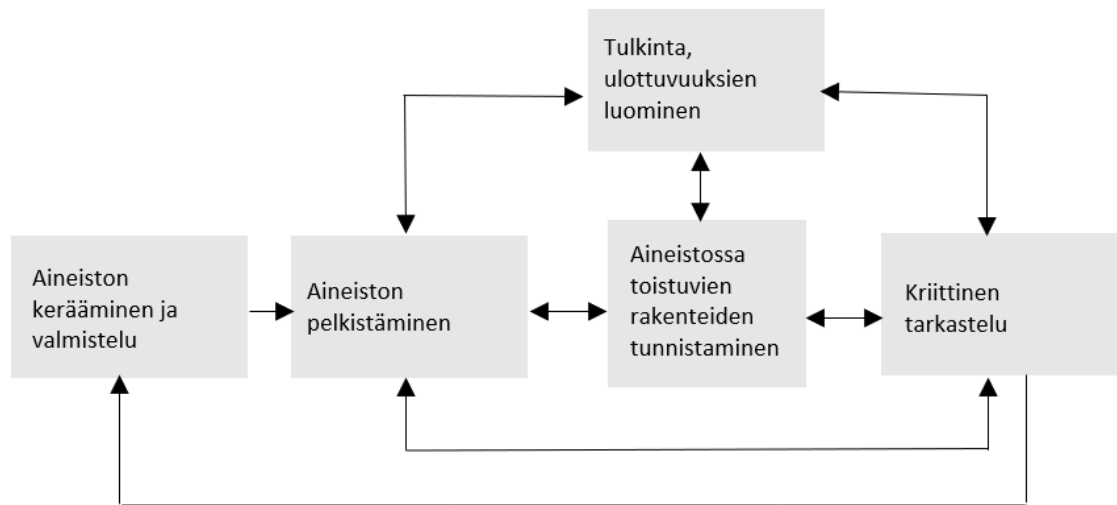 Tulkinta,
ulottuvuuksien
luominen
Aineiston
kerääminen ja
valmistelu
Aineiston
pelkistäminen
Aineistossa
toistuvien
rakenteiden
tunnistaminen
Kriittinen
tarkastelu